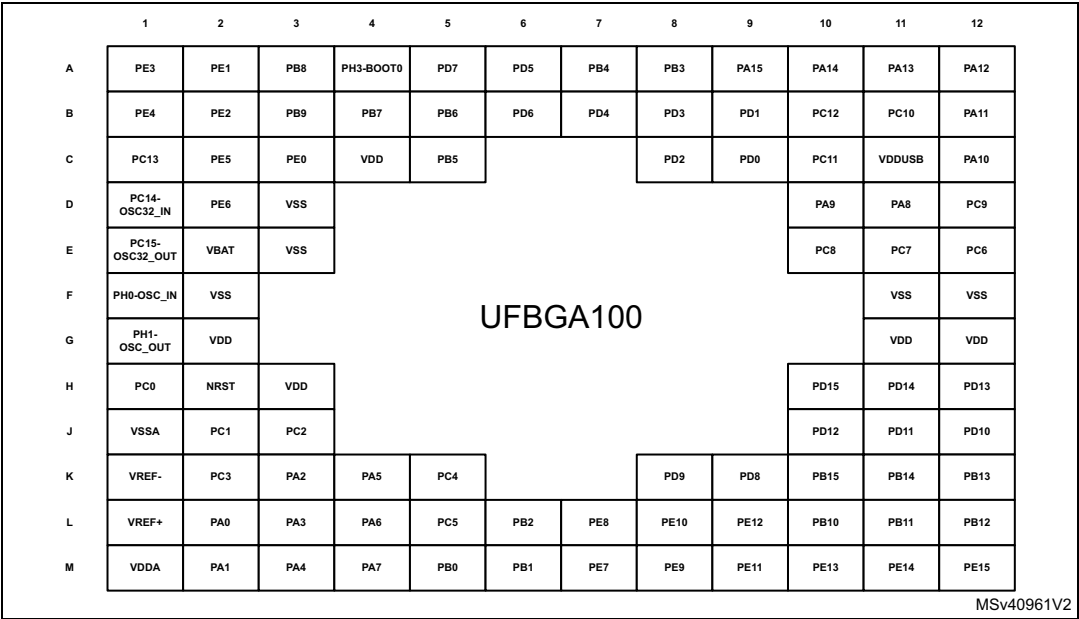 1 2 3 4 5 6 7 8 9 10 11 12
A PE3 PE1 PB8 PH3-BOOT0 PD7 PD5 PB4 PB3 PA15 PA14 PA13 PA12
B PE4 PE2 PB9 PB7 PB6 PD6 PD4 PD3 PD1 PC12 PC10 PA11
C PC13 PE5 PE0 VDD PB5 PD2 PD0 PC11 VDDUSB PA10
D PC14-
OSC32_IN PE6 VSS PA9 PA8 PC9
E PC15-
OSC32_OUT VBAT VSS PC8 PC7 PC6
F PH0-OSC_IN VSS VSS VSS
UFBGA100
G PH1-
OSC_OUT VDD VDD VDD
H PC0 NRST VDD PD15 PD14 PD13
J VSSA PC1 PC2 PD12 PD11 PD10
K VREF- PC3 PA2 PA5 PC4 PD9 PD8 PB15 PB14 PB13
L VREF+ PA0 PA3 PA6 PC5 PB2 PE8 PE10 PE12 PB10 PB11 PB12
M VDDA PA1 PA4 PA7 PB0 PB1 PE7 PE9 PE11 PE13 PE14 PE15
MSv40961V2